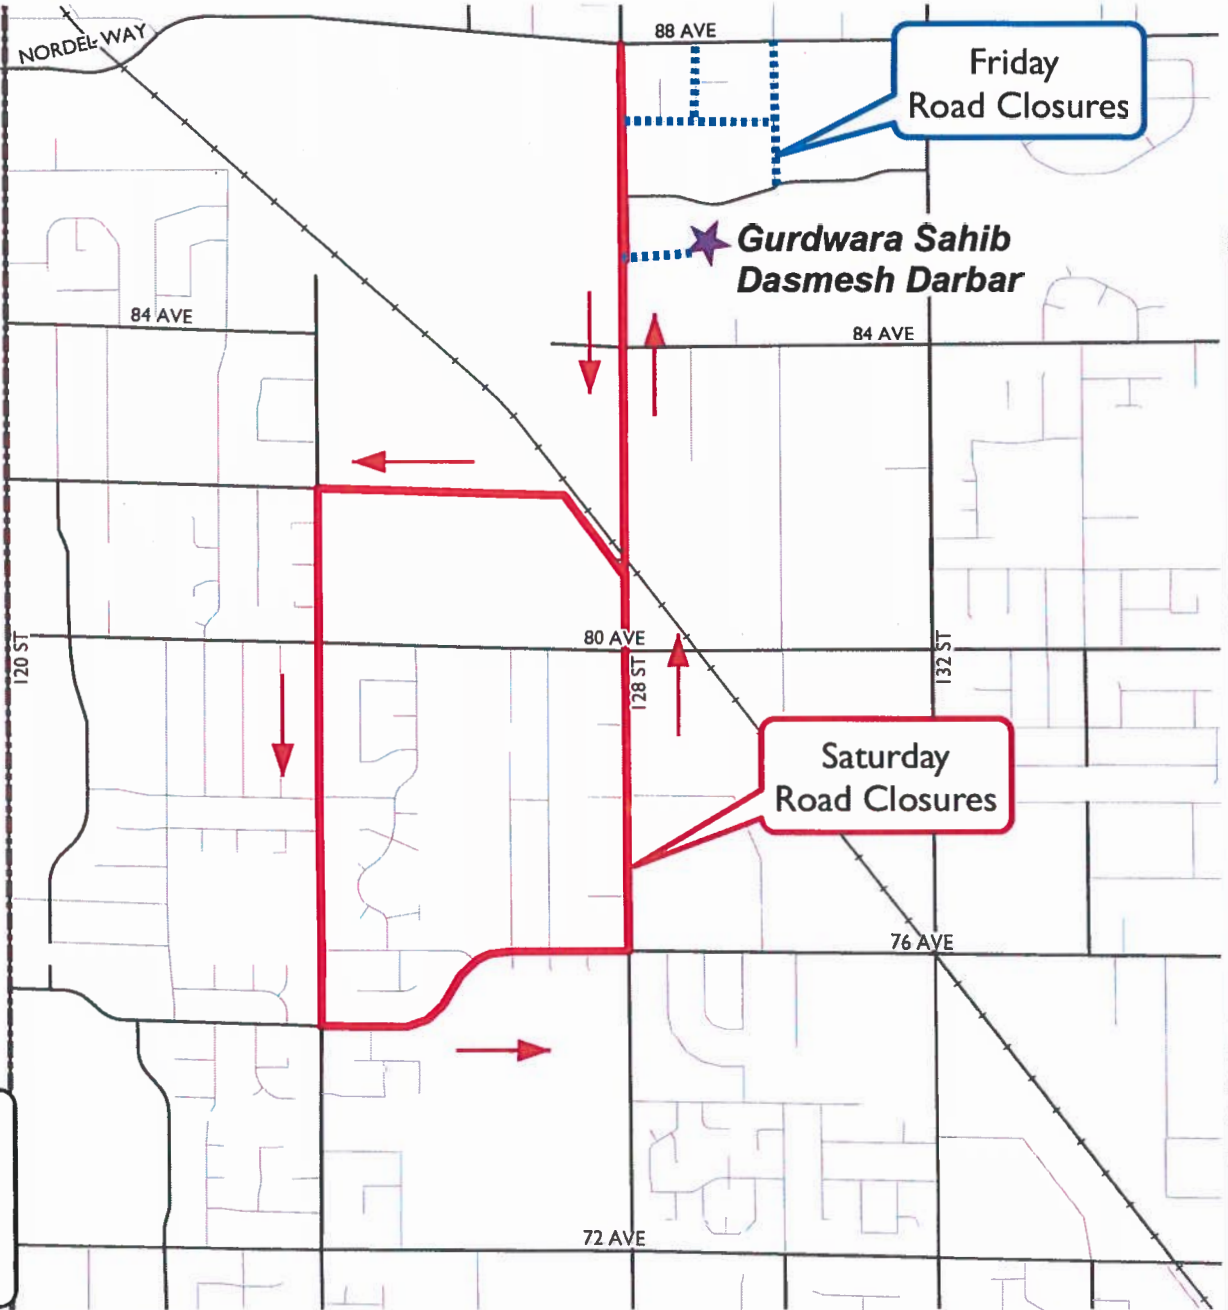 NORDEL WAY
88 AVE
Friday
Road Closures
Gurdwara Sahib
Dasmesh Darbar
84 AVE
84 AVE
80 AVE
120 ST
128 ST
132 ST
Saturday
Road Closures
76 AVE
72 AVE